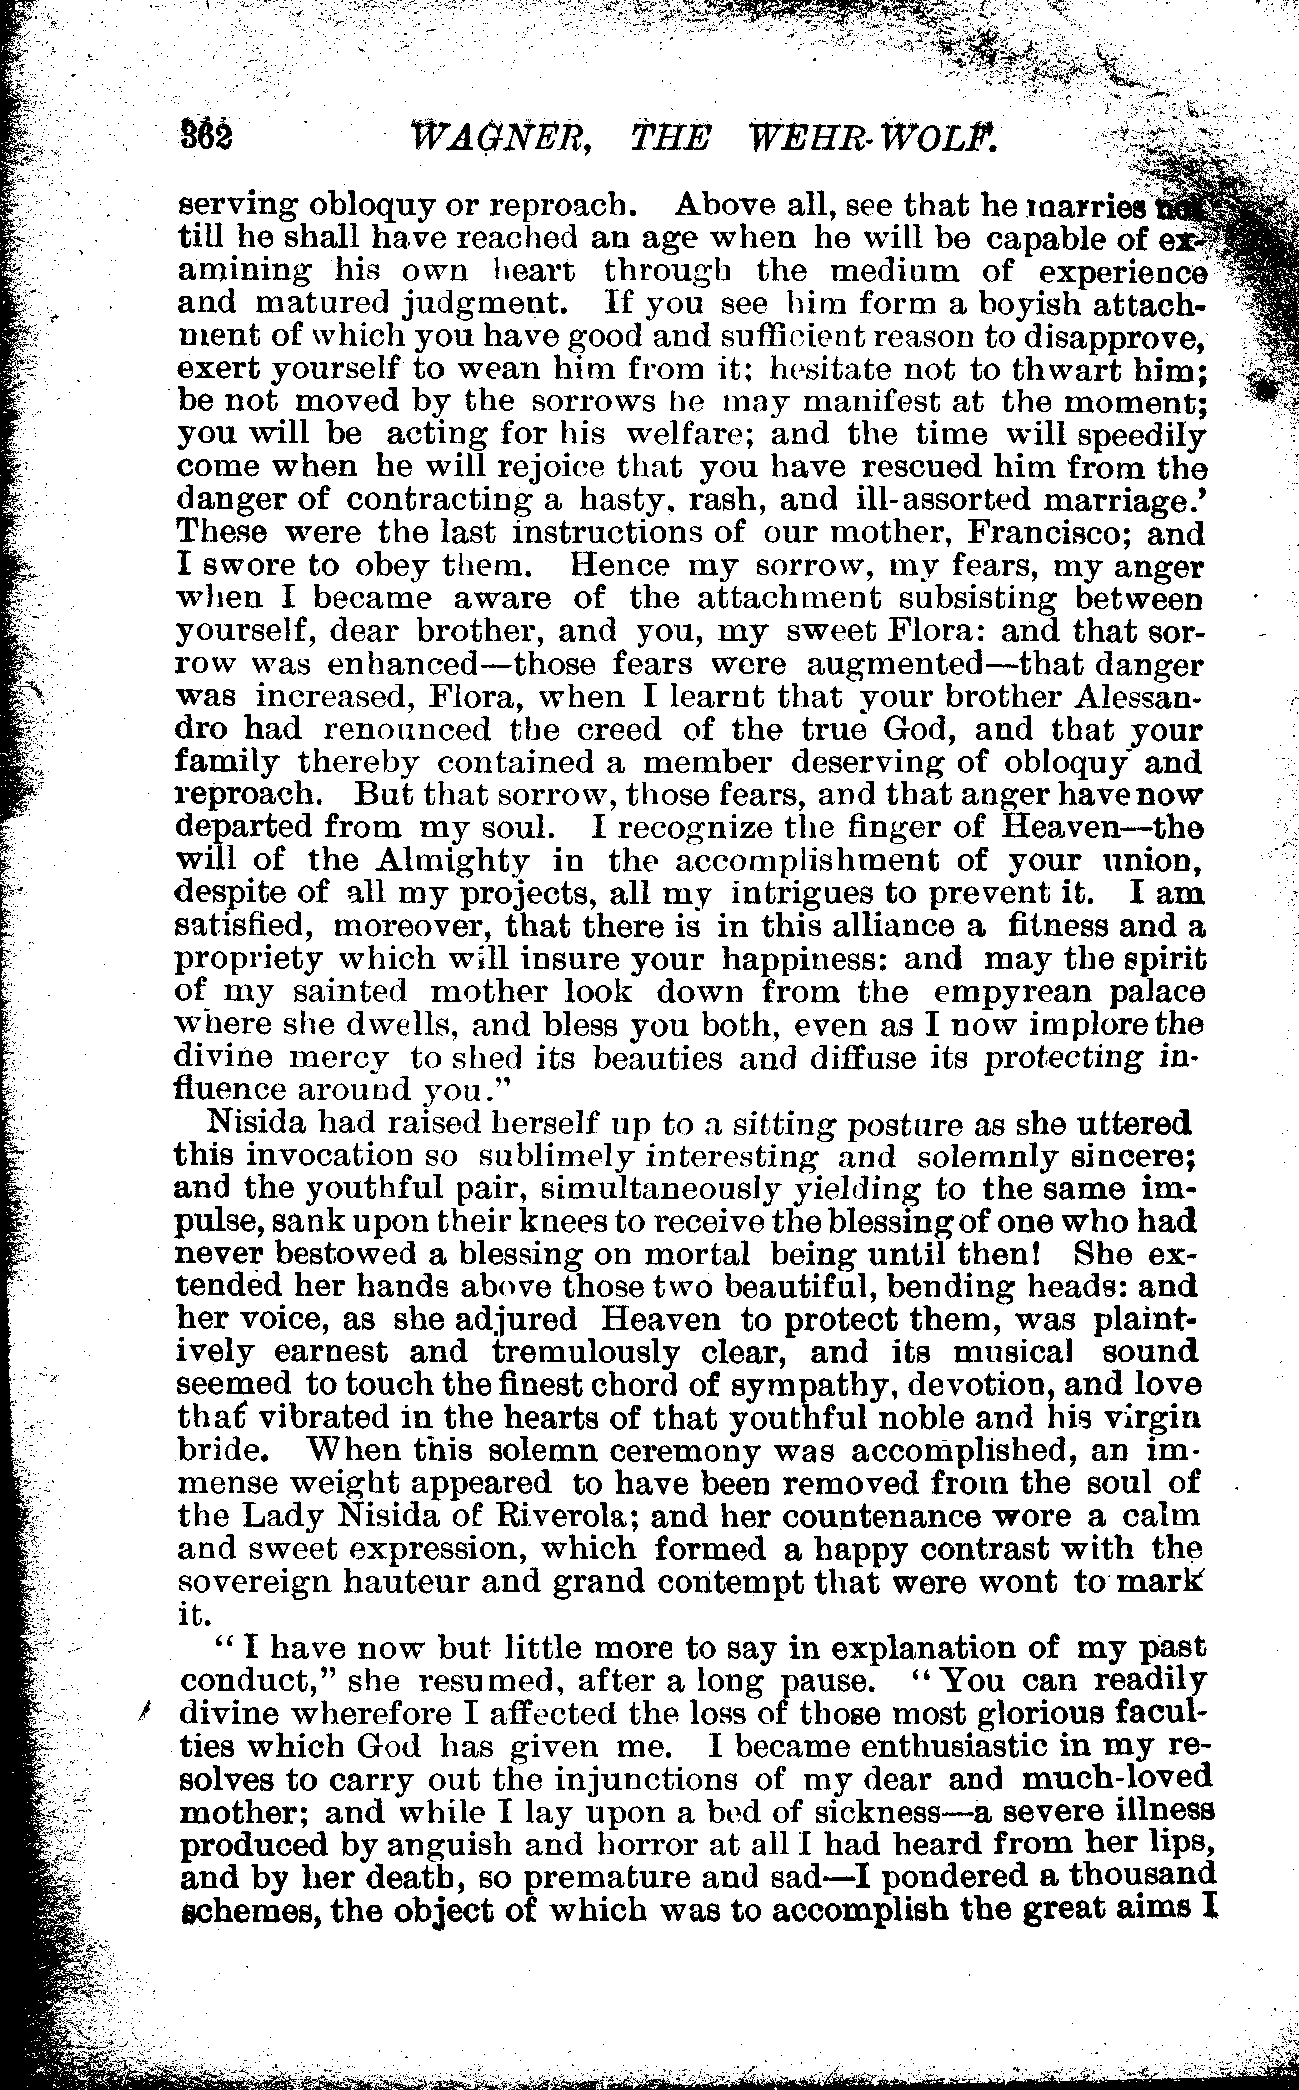 362 WAGNER, THE WEHR-WOLF.
serving obloquy or reproach. Above all, see that he marries not
till he shall have reached an age when he will be capable of ex-
amining his own heart through the medium of experience
and matured judgment. If you see him form a boyish attach-
ment of which you have good and sufficient reason to disapprove,
exert yourself to wean him from it; hesitate not to thwart him;
be not moved by the sorrows he may manifest at the moment;
you will be acting for his welfare; and the time will speedily
come when he will rejoice that you have rescued him from the
danger of contracting a hasty, rash, and ill-assorted marriage.'
These were the last instructions of our mother, Francisco; and
I swore to obey them. Hence my sorrow, my fears, my anger
when I became aware of the attachment subsisting between
yourself, dear brother, and you, my sweet Flora: and that sor-
row was enhanced—those fears were augmented—that danger
was increased, Flora, when I learnt that your brother Alessan-
dro had renounced the creed of the true God, and that your
family thereby contained a member deserving of obloquy and
reproach. But that sorrow, those fears, and that anger have now
departed from my soul. I recognize the finger of Heaven—the
will of the Almighty in the accomplishment of your union,
despite of all my projects, all my intrigues to prevent it. I am
satisfied, moreover, that there is in this alliance a fitness and a
propriety which will insure your happiness: and may the spirit
of my sainted mother look down from the empyrean palace
where she dwells, and bless you both, even as I now implore the
divine mercy to shed its beauties and diffuse its protecting in-
fluence around you."
Nisida had raised herself up to a sitting posture as she uttered
this invocation so sublimely interesting and solemnly sincere;
and the youthful pair, simultaneously yielding to the same im-
pulse, sank upon their knees to receive the blessing of one who had
never bestowed a blessing on mortal being until then! She ex-
tended her hands above those two beautiful, bending heads: and
her voice, as she adjured Heaven to protect them, was plaint-
ively earnest and tremulously clear, and its musical sound
seemed to touch the finest chord of sympathy, devotion, and love
that vibrated in the hearts of that youthful noble and his virgin
bride. When this solemn ceremony was accomplished, an im-
mense weight appeared to have been removed from the soul of
the Lady Nisida of Riverola; and her countenance wore a calm
and sweet expression, which formed a happy contrast with the
sovereign hauteur and grand contempt that were wont to mark
it.
"I have now but little more to say in explanation of my past
conduct," she resumed, after a long pause. "You can readily
divine wherefore I affected the loss of those most glorious facul-
ties which God has given me. I became enthusiastic in my re-
solves to carry out the injunctions of my dear and much-loved
mother; and while I lay upon a bed of sickness—a severe illness
produced by anguish and horror at all I had heard from her lips,
and by her death, so premature and sad—I pondered a thousand
schemes, the object of which was to accomplish the great aims I